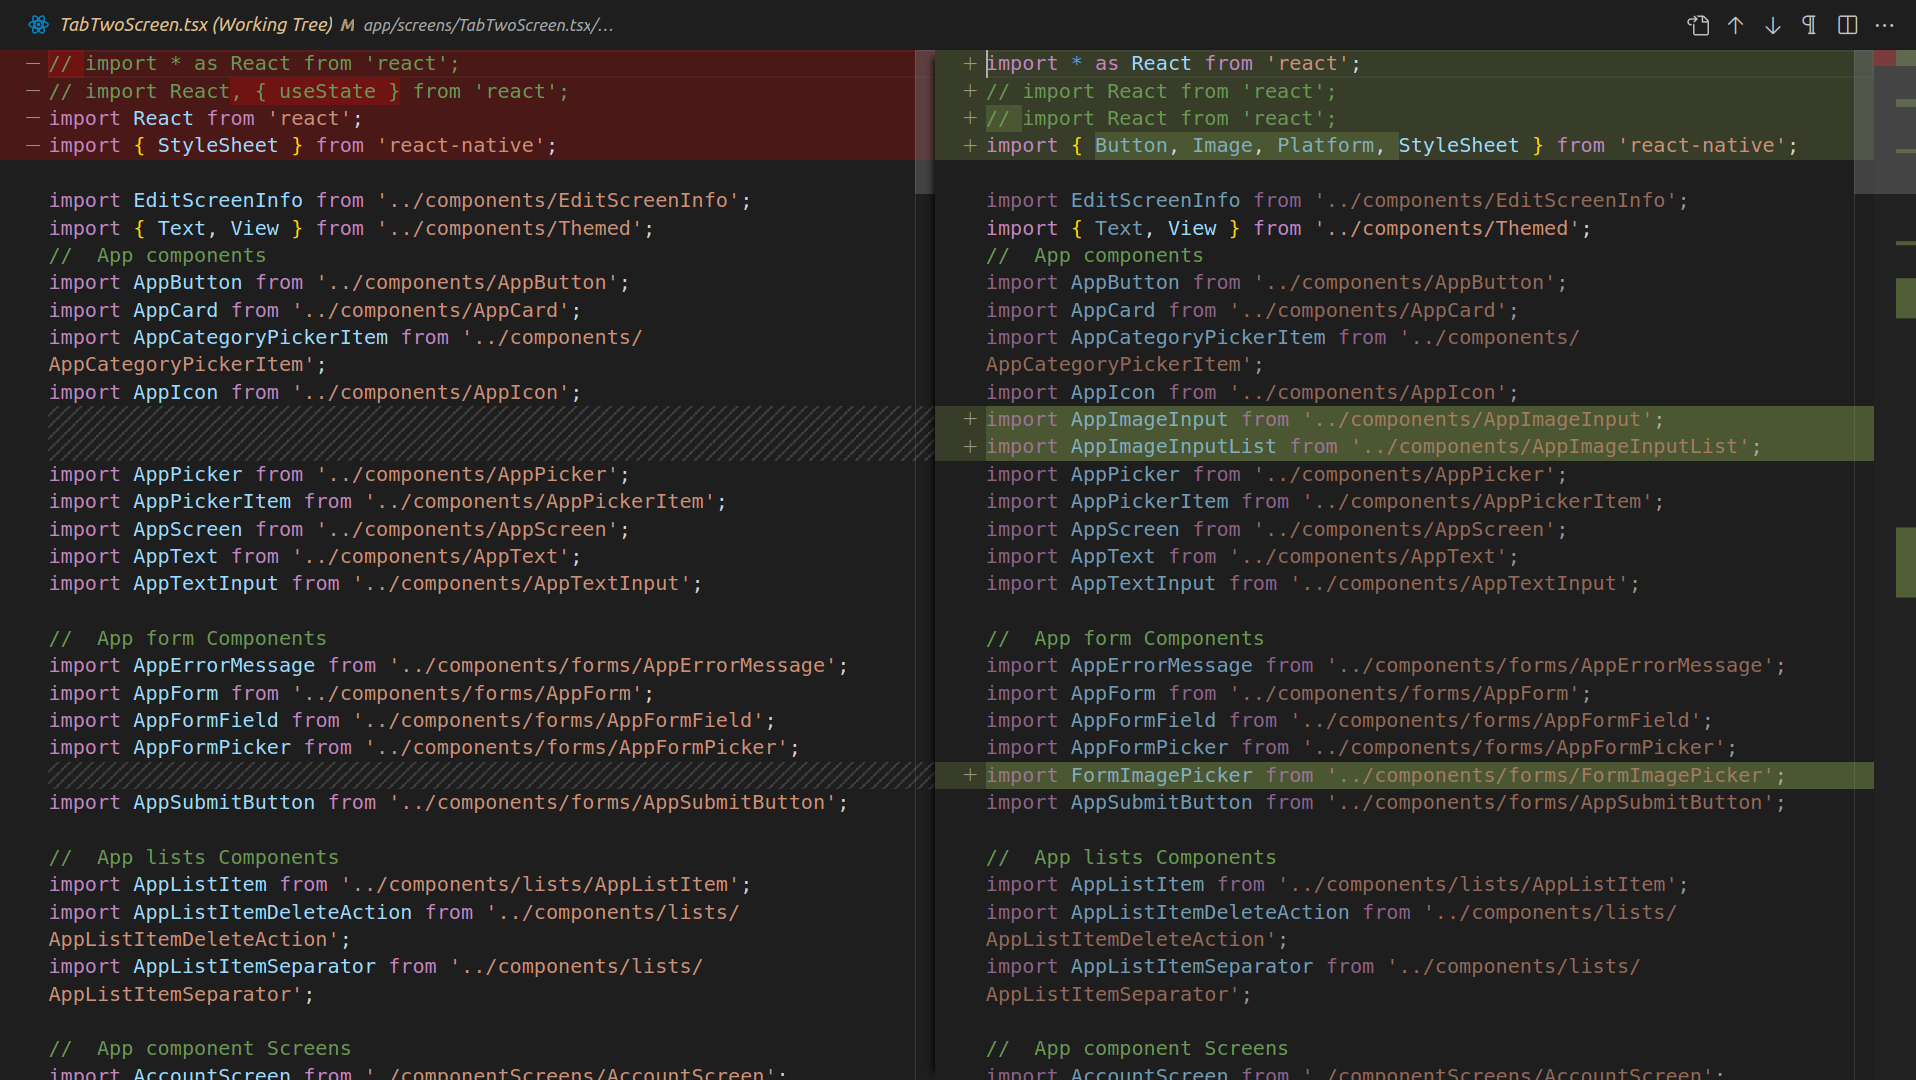 TabTwoScreen.tsx (Working Tree) M app/screens/TabTwoScreen.tsx/...
// import * as React from 'react';
// import React, { useState } from 'react';
import React from 'react';
import { StyleSheet } from 'react-native';
import EditScreenInfo from '../components/EditScreenInfo';
import { Text, View } from '../components/Themed';
//  App components
import AppButton from '../components/AppButton';
import AppCard from '../components/AppCard';
import AppCategoryPickerItem from '../components/
AppCategoryPickerItem';
import AppIcon from '../components/AppIcon';
import AppPicker from '../components/AppPicker';
import AppPickerItem from '../components/AppPickerItem';
import AppScreen from '../components/AppScreen';
import AppText from '../components/AppText';
import AppTextInput from '../components/AppTextInput';
//  App form Components
import AppErrorMessage from '../components/forms/AppErrorMessage';
import AppForm from '../components/forms/AppForm';
import AppFormField from '../components/forms/AppFormField';
import AppFormPicker from '../components/forms/AppFormPicker';
import AppSubmitButton from '../components/forms/AppSubmitButton';
//  App lists Components
import AppListItem from '../components/lists/AppListItem';
import AppListItemDeleteAction from '../components/lists/
AppListItemDeleteAction';
import AppListItemSeparator from '../components/lists/
AppListItemSeparator';
//  App component Screens
import AccountScreen from './componentScreens/AccountScreen';
import * as React from 'react';
// import React from 'react';
// import React from 'react';
import { Button, Image, Platform, StyleSheet } from 'react-native';
import EditScreenInfo from '../components/EditScreenInfo';
import { Text, View } from '../components/Themed';
//  App components
import AppButton from '../components/AppButton';
import AppCard from '../components/AppCard';
import AppCategoryPickerItem from '../components/
AppCategoryPickerItem';
import AppIcon from '../components/AppIcon';
import AppImageInput from '../components/AppImageInput';
import AppImageInputList from '../components/AppImageInputList';
import AppPicker from '../components/AppPicker';
import AppPickerItem from '../components/AppPickerItem';
import AppScreen from '../components/AppScreen';
import AppText from '../components/AppText';
import AppTextInput from '../components/AppTextInput';
//  App form Components
import AppErrorMessage from '../components/forms/AppErrorMessage';
import AppForm from '../components/forms/AppForm';
import AppFormField from '../components/forms/AppFormField';
import AppFormPicker from '../components/forms/AppFormPicker';
import FormImagePicker from '../components/forms/FormImagePicker';
import AppSubmitButton from '../components/forms/AppSubmitButton';
//  App lists Components
import AppListItem from '../components/lists/AppListItem';
import AppListItemDeleteAction from '../components/lists/
AppListItemDeleteAction';
import AppListItemSeparator from '../components/lists/
AppListItemSeparator';
//  App component Screens
import AccountScreen from './componentScreens/AccountScreen';